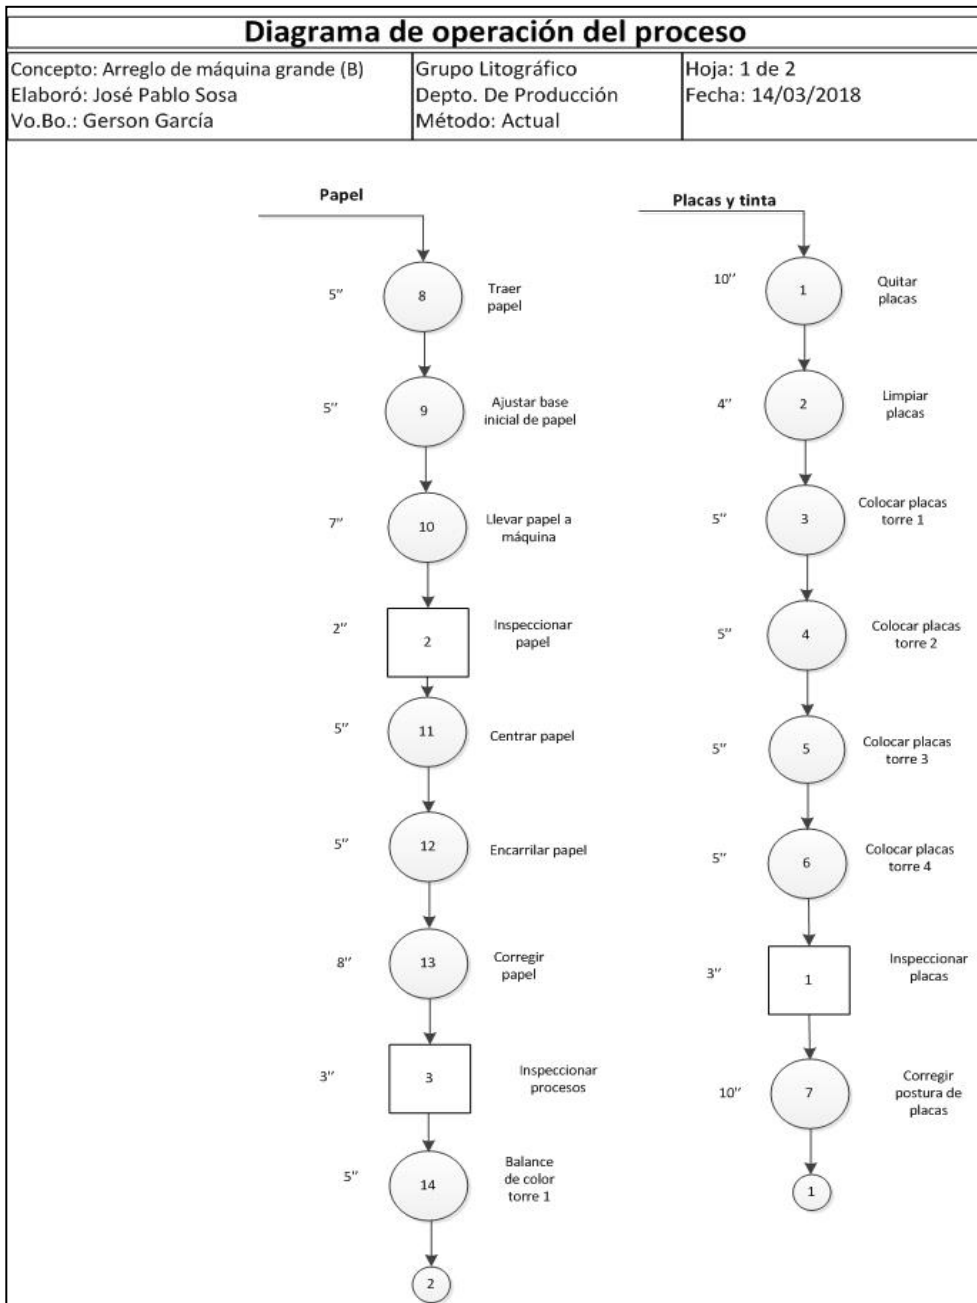 Diagrama de operación del proceso
Concepto: Arreglo de máquina grande (B)
Elaboró: José Pablo Sosa
Vo.Bo.: Gerson García
Grupo Litográfico
Depto. De Producción
Método: Actual
Hoja: 1 de 2
Fecha: 14/03/2018
Papel
5’’
8
Traer
papel
5’’
9
Ajustar base
inicial de papel
7’’
10
Llevar papel a
máquina
2’’
2
Inspeccionar
papel
5’’
11
Centrar papel
5’’
12
Encarrilar papel
8’’
13
Corregir
papel
3’’
3
Inspeccionar
procesos
5’’
14
Balance
de color
torre 1
2
Placas y tinta
10’’
1
Quitar
placas
4’’
2
Limpiar
placas
5’’
3
Colocar placas
torre 1
5’’
4
Colocar placas
torre 2
5’’
5
Colocar placas
torre 3
5’’
6
Colocar placas
torre 4
3’’
1
Inspeccionar
placas
10’’
7
Corregir
postura de
placas
1